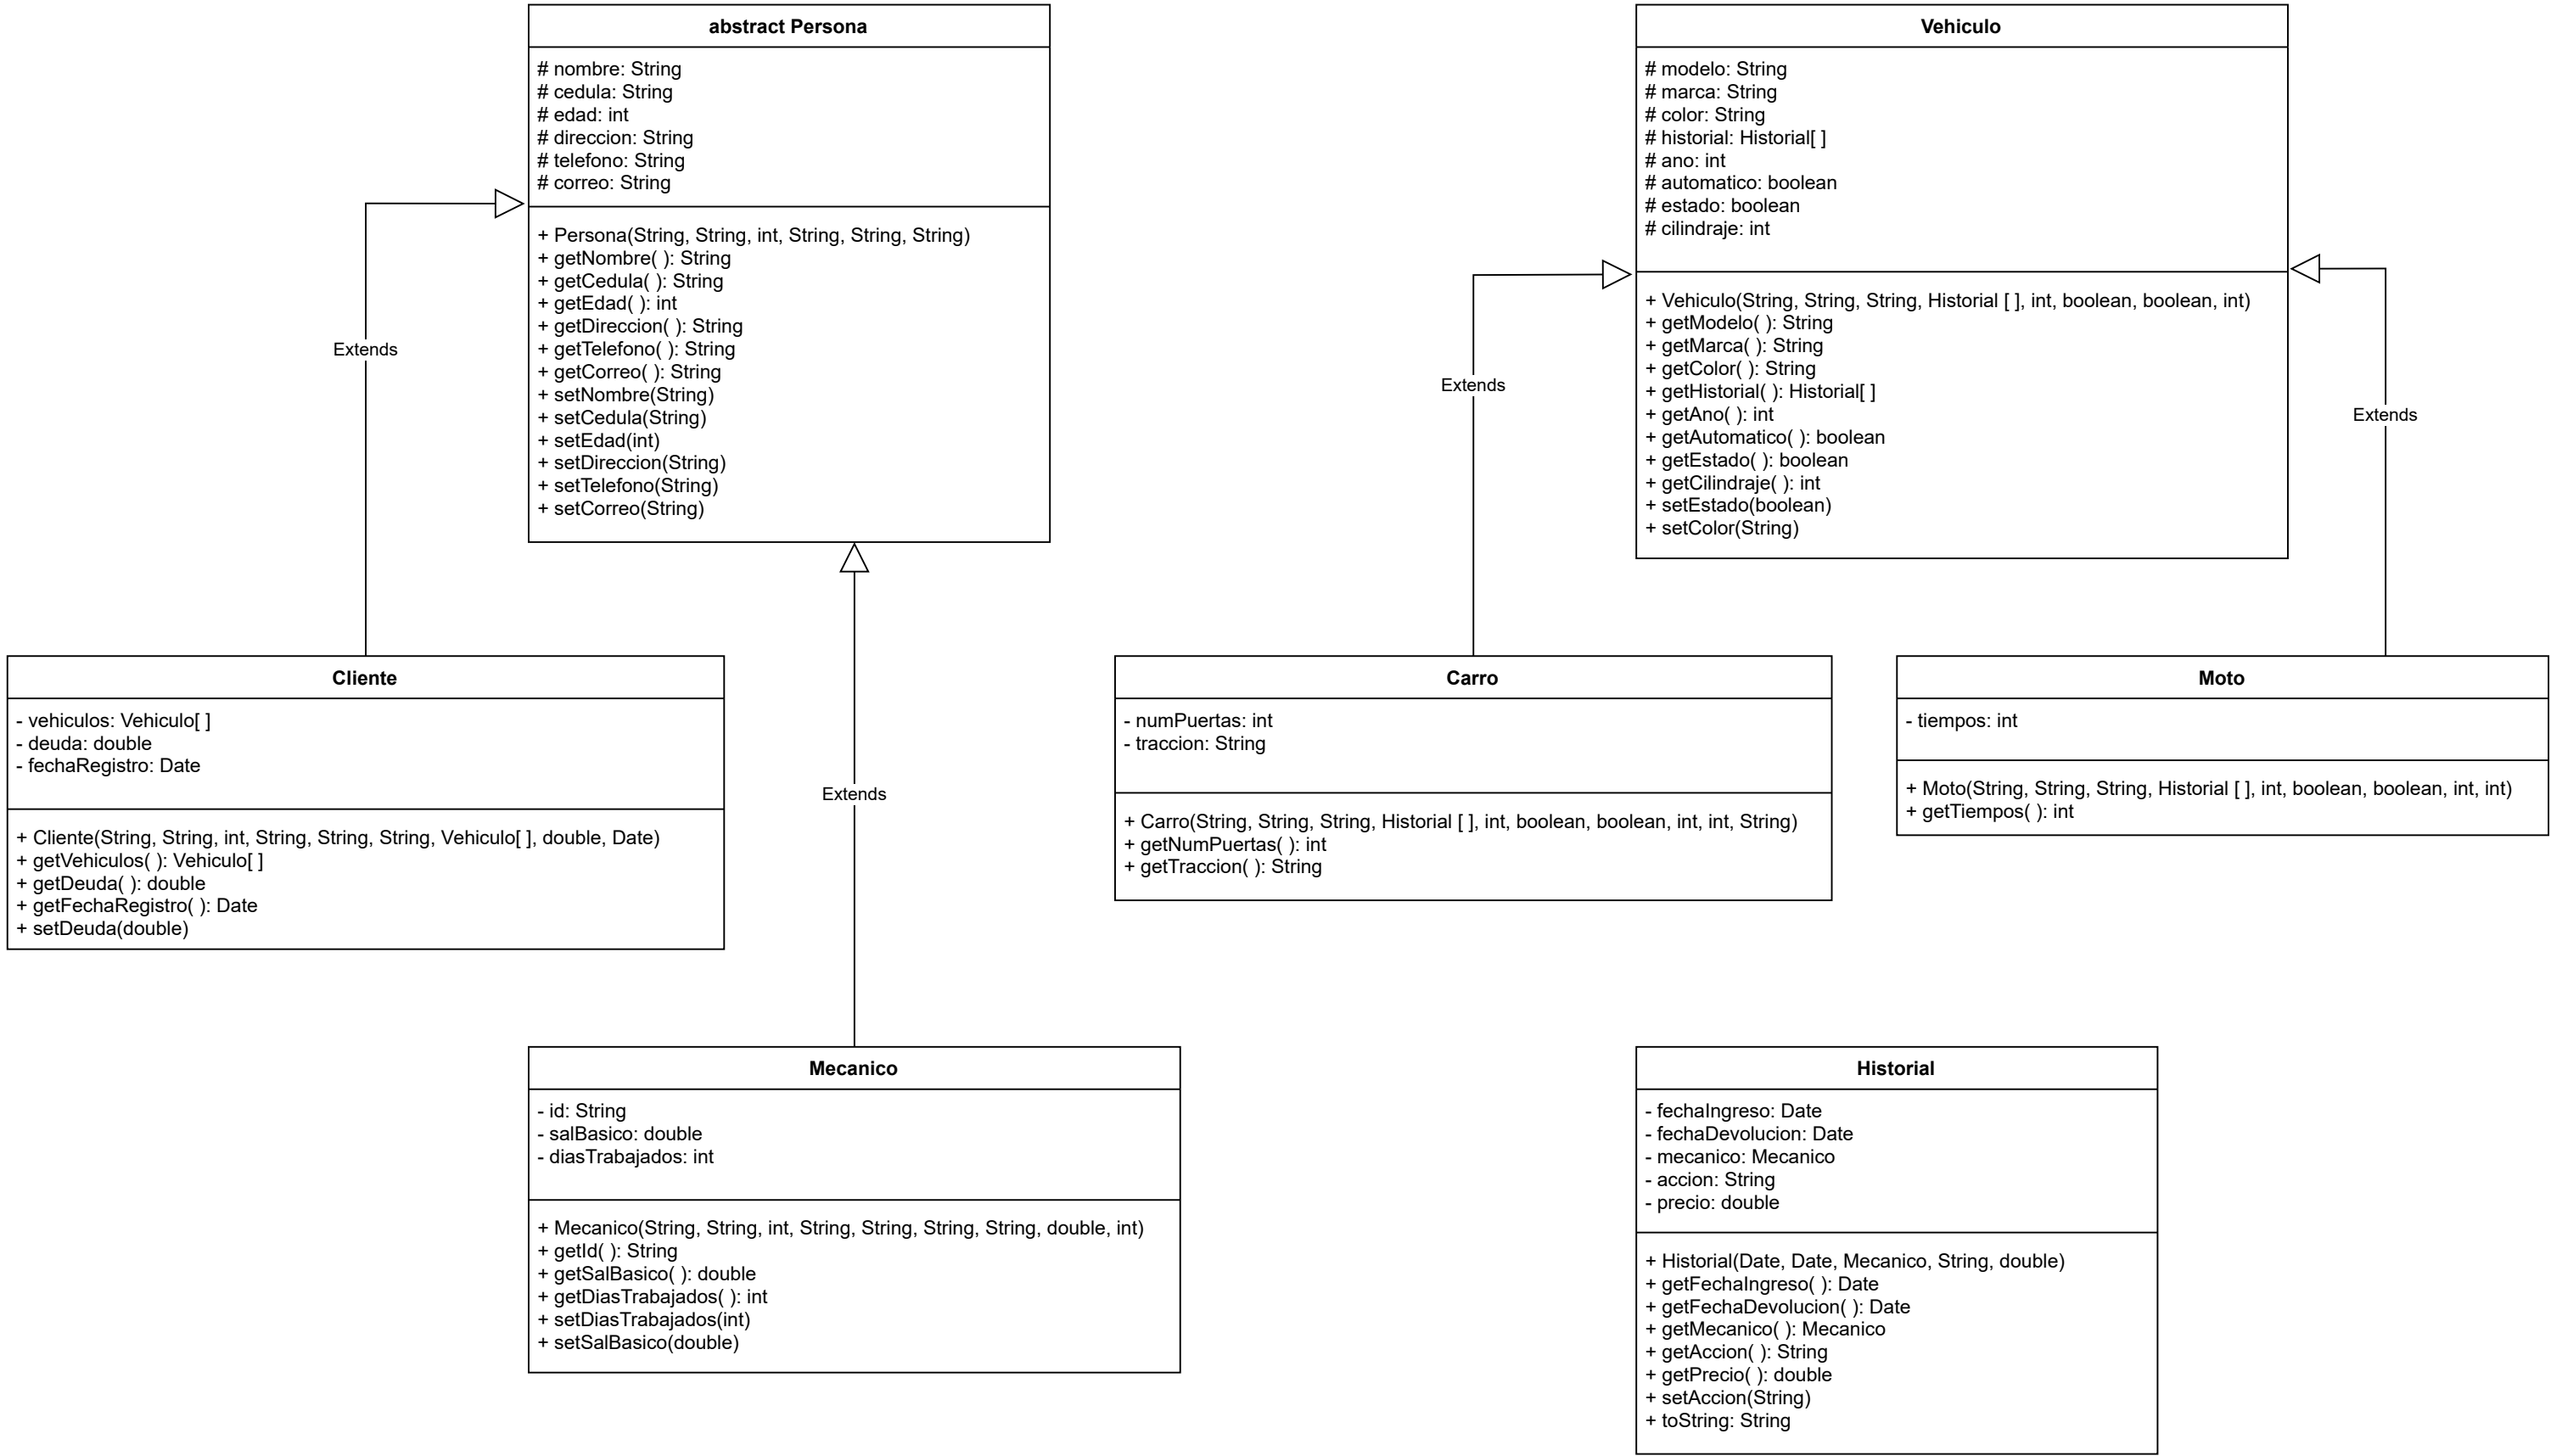 abstract Persona
# nombre: String
# cedula: String
# edad: int
# direccion: String
# telefono: String
# correo: String
+ Persona(String, String, int, String, String, String)
+ getNombre( ): String
+ getCedula( ): String
+ getEdad( ): int
+ getDireccion( ): String
+ getTelefono( ): String
+ getCorreo( ): String
+ setNombre(String)
+ setCedula(String)
+ setEdad(int)
+ setDireccion(String)
+ setTelefono(String)
+ setCorreo(String)
Vehiculo
# modelo: String
# marca: String
# color: String
# historial: Historial[ ]
# ano: int
# automatico: boolean
# estado: boolean
# cilindraje: int
+ Vehiculo(String, String, String, Historial [ ], int, boolean, boolean, int)
+ getModelo( ): String
+ getMarca( ): String
+ getColor( ): String
+ getHistorial( ): Historial[ ]
+ getAno( ): int
+ getAutomatico( ): boolean
+ getEstado( ): boolean
+ getCilindraje( ): int
+ setEstado(boolean)
+ setColor(String)
Extends
Extends
Extends
Cliente
- vehiculos: Vehiculo[ ]
- deuda: double
- fechaRegistro: Date
+ Cliente(String, String, int, String, String, String, Vehiculo[ ], double, Date)
+ getVehiculos( ): Vehiculo[ ]
+ getDeuda( ): double
+ getFechaRegistro( ): Date
+ setDeuda(double)
Extends
Carro
- numPuertas: int
- traccion: String
+ Carro(String, String, String, Historial [ ], int, boolean, boolean, int, int, String)
+ getNumPuertas( ): int
+ getTraccion( ): String
Moto
- tiempos: int
+ Moto(String, String, String, Historial [ ], int, boolean, boolean, int, int)
+ getTiempos( ): int
Mecanico
- id: String
- salBasico: double
- diasTrabajados: int
+ Mecanico(String, String, int, String, String, String, String, double, int)
+ getId( ): String
+ getSalBasico( ): double
+ getDiasTrabajados( ): int
+ setDiasTrabajados(int)
+ setSalBasico(double)
Historial
- fechaIngreso: Date
- fechaDevolucion: Date
- mecanico: Mecanico
- accion: String
- precio: double
+ Historial(Date, Date, Mecanico, String, double)
+ getFechaIngreso( ): Date
+ getFechaDevolucion( ): Date
+ getMecanico( ): Mecanico
+ getAccion( ): String
+ getPrecio( ): double
+ setAccion(String)
+ toString: String